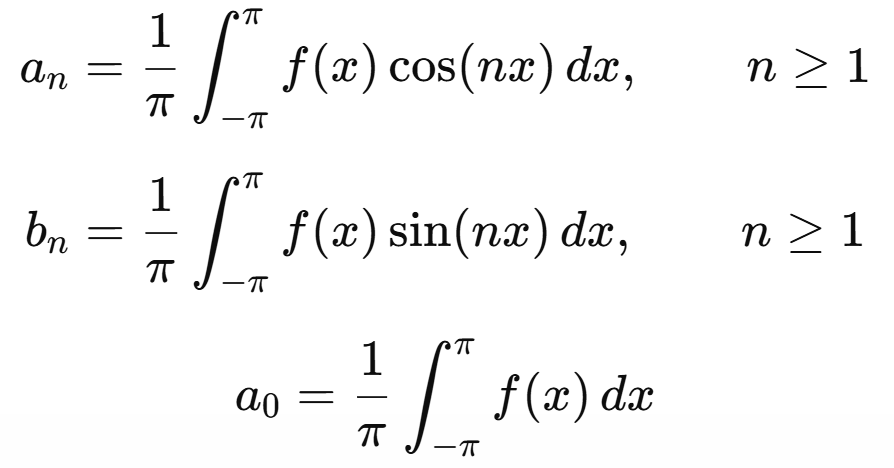 $a_n = \frac{1}{\pi} \int_{-\pi}^{\pi} f(x) \cos(nx) \, dx, \qquad n \geq 1$
$b_n = \frac{1}{\pi} \int_{-\pi}^{\pi} f(x) \sin(nx) \, dx, \qquad n \geq 1$
$a_0 = \frac{1}{\pi} \int_{-\pi}^{\pi} f(x) \, dx$